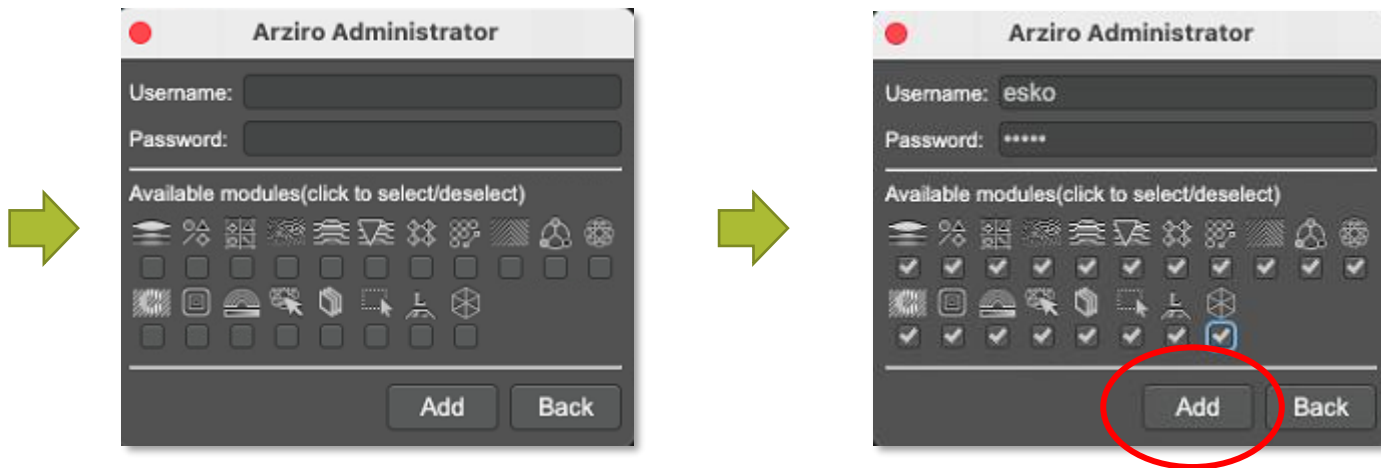 Arziro Administrator
Username:
Password:
Available modules(click to select/deselect)
Add Back
Arziro Administrator
Username: esko
Password: •••••
Available modules(click to select/deselect)
Add Back